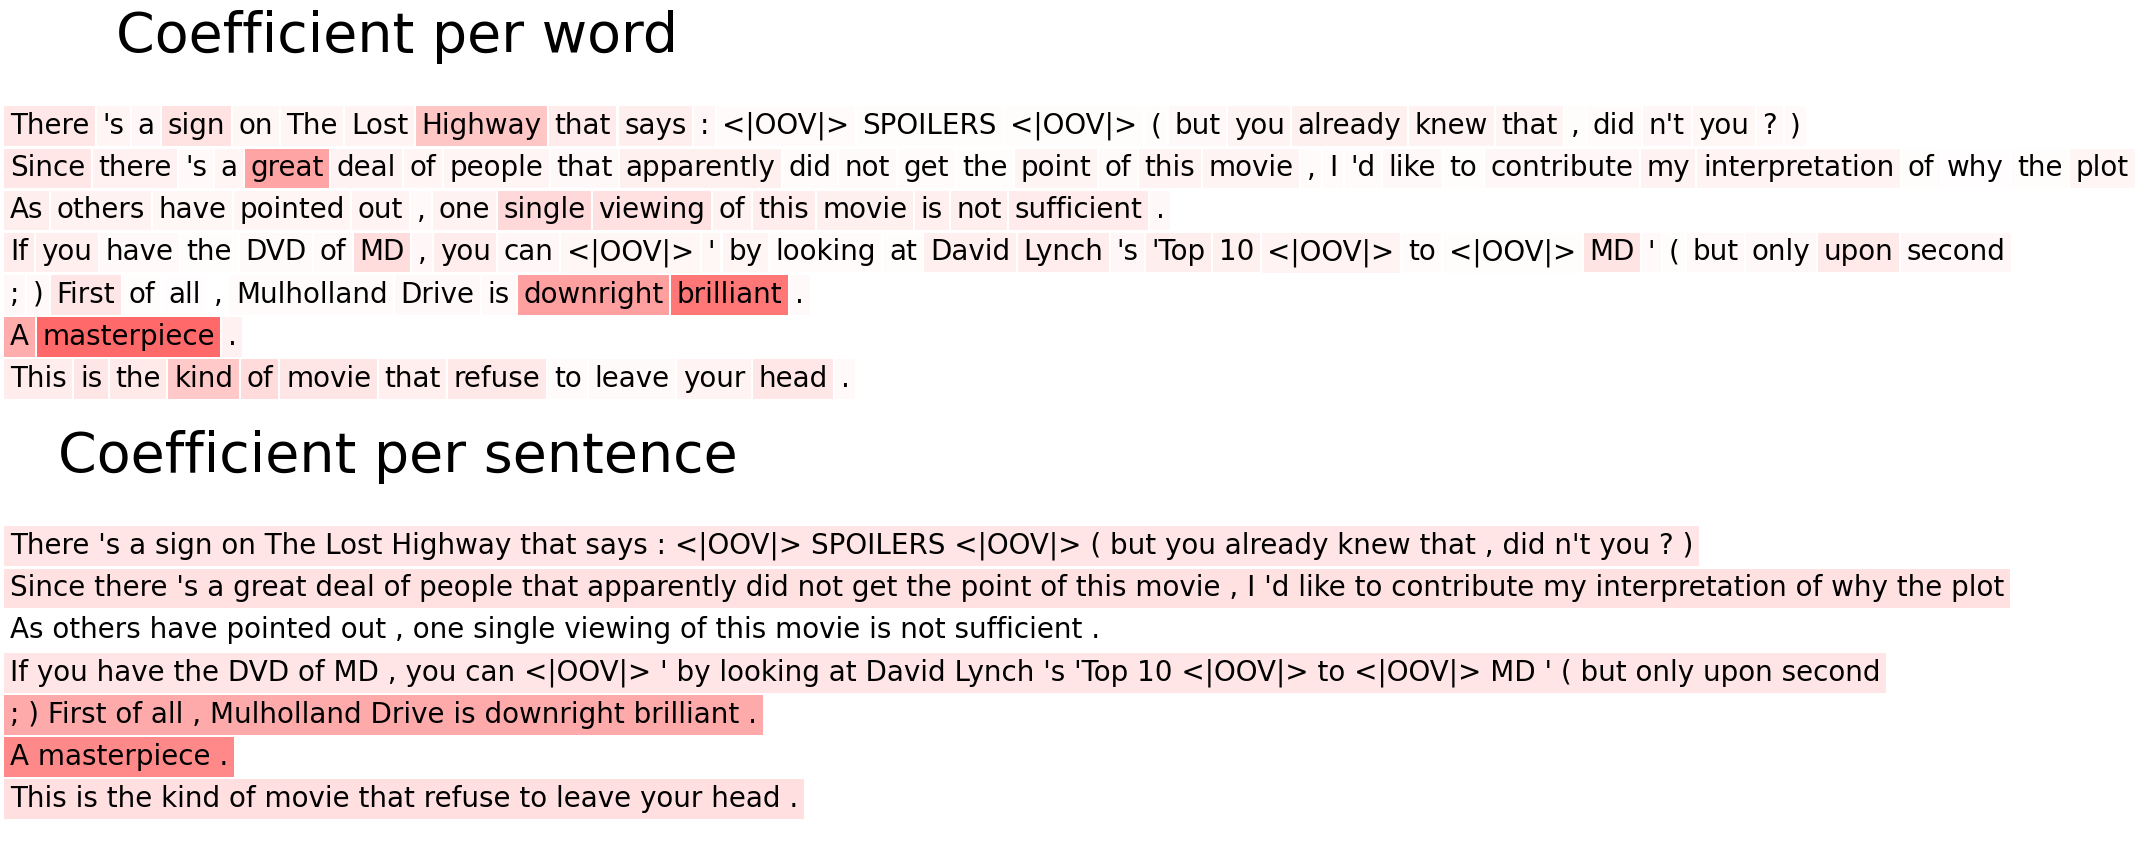 Coefficient per word
There 's a sign on The Lost Highway that says : <|OOV|> SPOILERS <|OOV|> ( but you already knew that , did n't you ? )
Since there 's a great deal of people that apparently did not get the point of this movie , I 'd like to contribute my interpretation of why the plot
As others have pointed out , one single viewing of this movie is not sufficient .
If you have the DVD of MD , you can <|OOV|> ' by looking at David Lynch 's 'Top 10 <|OOV|> to <|OOV|> MD ' ( but only upon second
; ) First of all , Mulholland Drive is downright brilliant .
A masterpiece .
This is the kind of movie that refuse to leave your head .
Coefficient per sentence
There 's a sign on The Lost Highway that says : <|OOV|> SPOILERS <|OOV|> ( but you already knew that , did n't you ? )
Since there 's a great deal of people that apparently did not get the point of this movie , I 'd like to contribute my interpretation of why the plot
As others have pointed out , one single viewing of this movie is not sufficient .
If you have the DVD of MD , you can <|OOV|> ' by looking at David Lynch 's 'Top 10 <|OOV|> to <|OOV|> MD ' ( but only upon second
; ) First of all , Mulholland Drive is downright brilliant .
A masterpiece .
This is the kind of movie that refuse to leave your head .